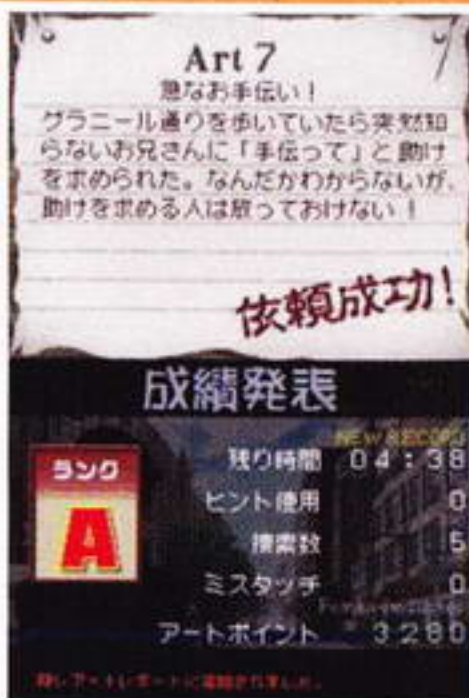 Art 7
急なお手伝い!
グラニール通りを歩いていたら突然知
らないお兄さんに「手伝って」と助け
を求められた。なんだかわからないが、
助けを求める人は放っておけない!
依頼成功!
成績発表
NEW RECORD
ランク
A
残り時間 04:38
ヒント使用 0
捜索数 5
ミスタッチ 0
アートポイント 3280